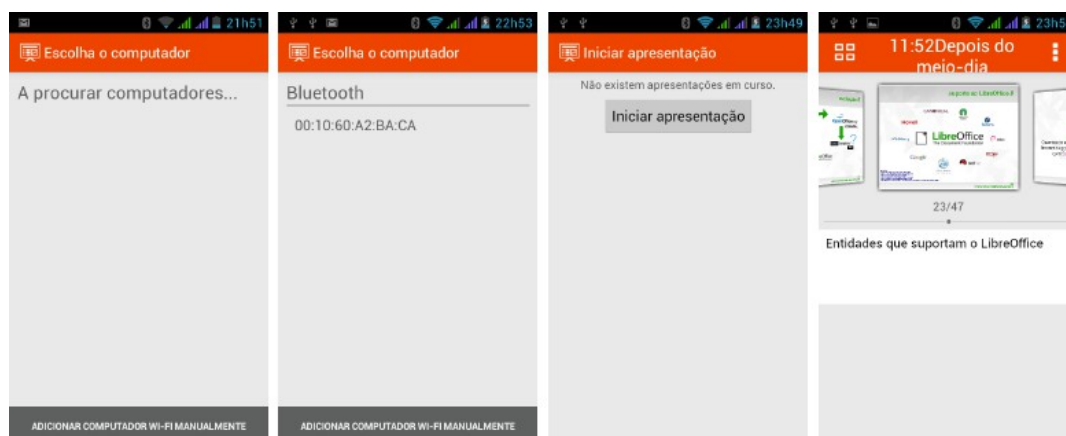 21h51
Escolha o computador
A procurar computadores...
ADICIONAR COMPUTADOR WI-FI MANUALMENTE
22h53
Escolha o computador
Bluetooth
00:10:60:A2:BA:CA
ADICIONAR COMPUTADOR WI-FI MANUALMENTE
23h49
Iniciar apresentação
Não existem apresentações em curso.
Iniciar apresentação
23h5
11:52Depois do
meio-dia
LibreOffice
The Document Foundation
Google
23/47
Entidades que suportam o LibreOffice